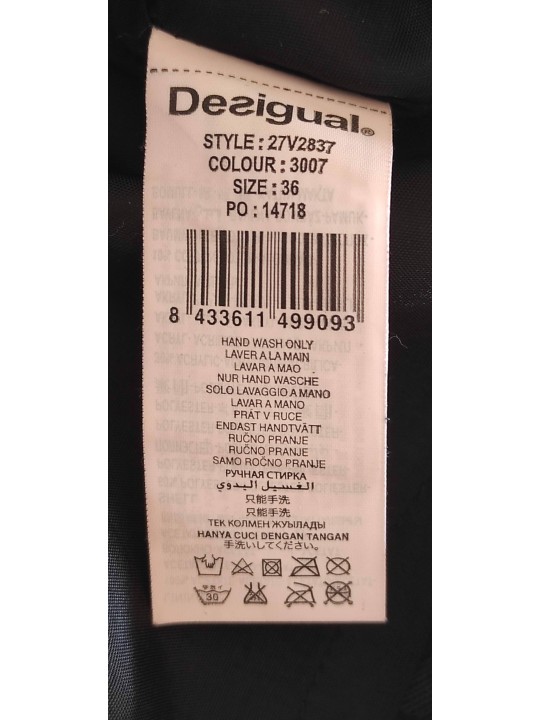 Desigual®
STYLE : 27V2837
COLOUR : 3007
SIZE : 36
PO : 14718
8 433611 499093
HAND WASH ONLY
LAVER A LA MAIN
LAVAR A MAO
NUR HAND WASCHE
SOLO LAVAGGIO A MANO
LAVAR A MANO
PRÁT V RUCE
ENDAST HANDTVÄTT
RUČNO PRANJE
RUČNO PRANJE
SAMO ROČNO PRANJE
РУЧНАЯ СТИРКА
الغسيل اليدوي
只能手洗
只能手洗
ТЕК КОЛМЕН ЖУЫЛАДЫ
HANYA CUCI DENGAN TANGAN
手洗いしてください。
30